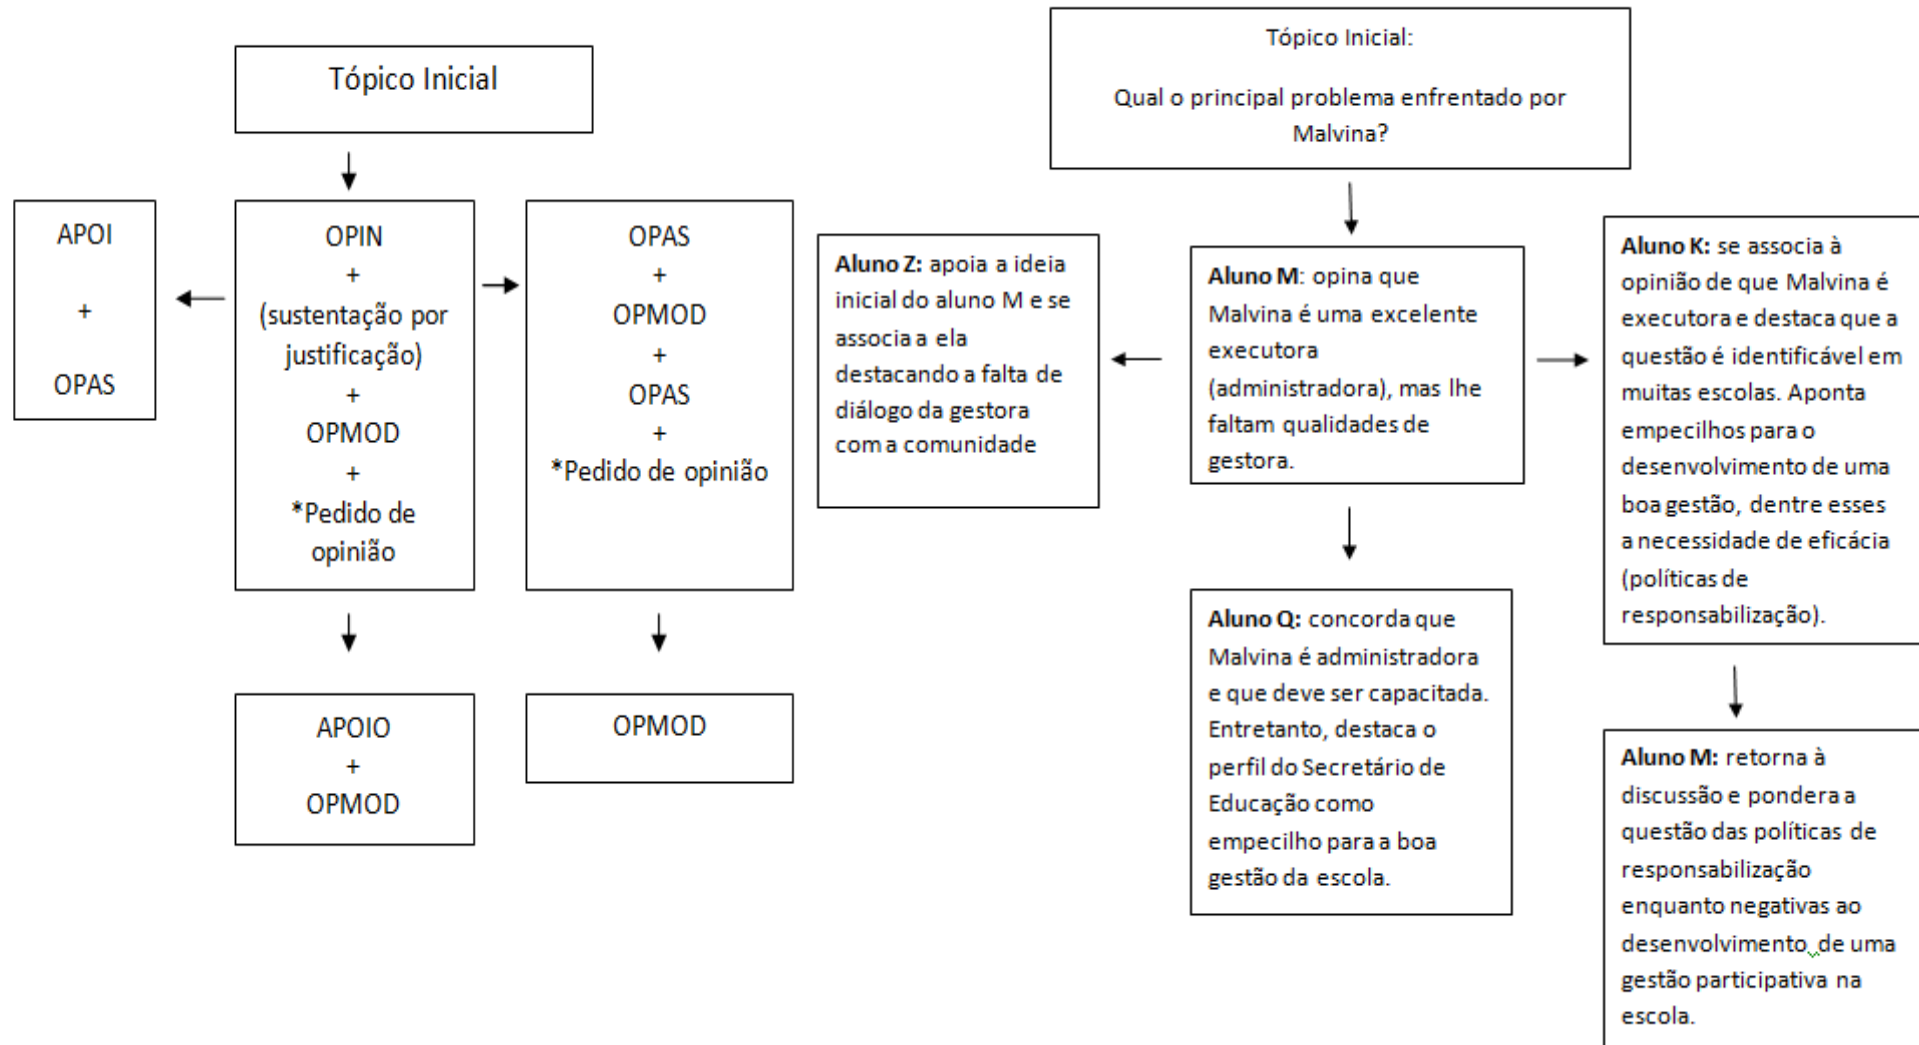 Tópico Inicial
APOI
+
OPAS
OPIN
+
(sustentação por
justificação)
+
OPMOD
+
*Pedido de
opinião
OPAS
+
OPMOD
+
OPAS
+
*Pedido de opinião
APOIO
+
OPMOD
OPMOD
Tópico Inicial:
Qual o principal problema enfrentado por
Malvina?
Aluno Z: apoia a ideia
inicial do aluno M e se
associa a ela
destacando a falta de
diálogo da gestora
com a comunidade
Aluno M: opina que
Malvina é uma excelente
executora
(administradora), mas lhe
faltam qualidades de
gestora.
Aluno K: se associa à
opinião de que Malvina é
executora e destaca que a
questão é identificável em
muitas escolas. Aponta
empecilhos para o
desenvolvimento de uma
boa gestão, dentre esses
a necessidade de eficácia
(políticas de
responsabilização).
Aluno Q: concorda que
Malvina é administradora
e que deve ser capacitada.
Entretanto, destaca o
perfil do Secretário de
Educação como
empecilho para a boa
gestão da escola.
Aluno M: retorna à
discussão e pondera a
questão das políticas de
responsabilização
enquanto negativas ao
desenvolvimento de uma
gestão participativa na
escola.